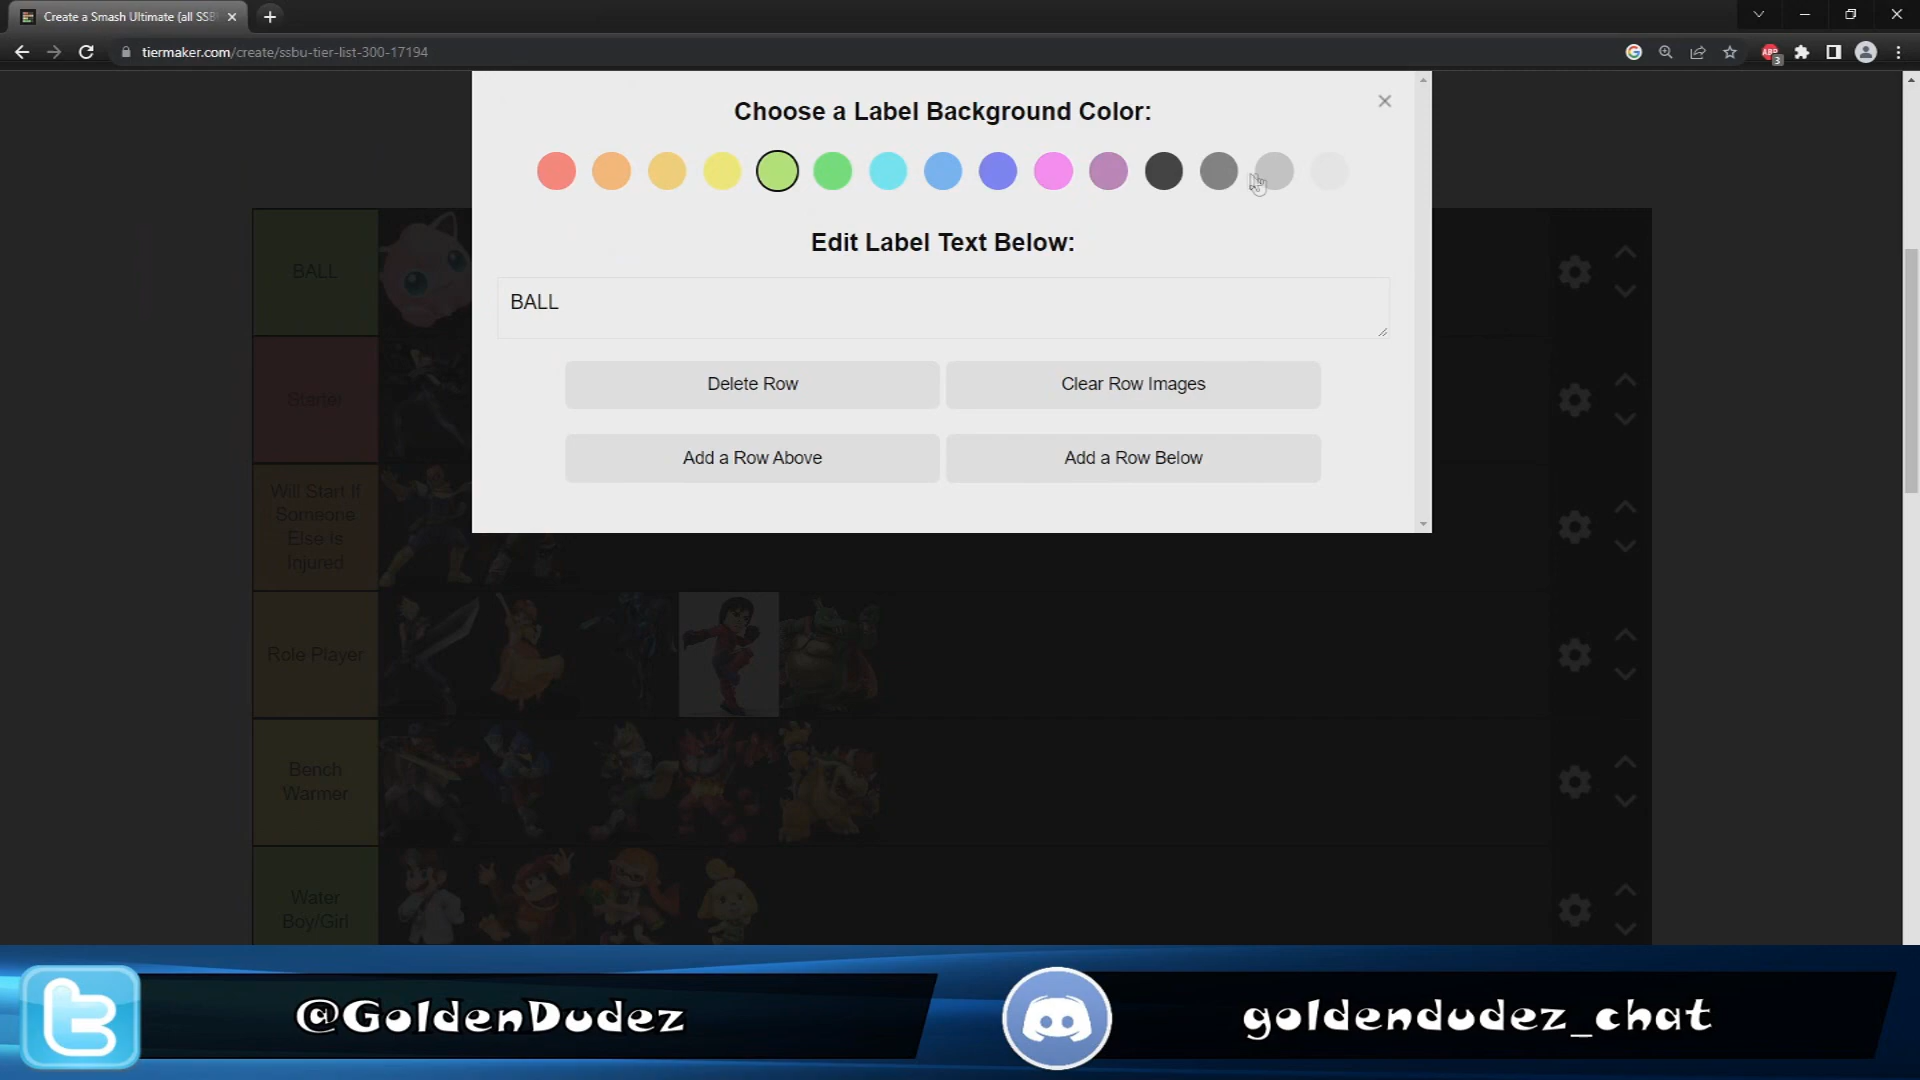 Create a Smash Ultimate (all SSB
tiermaker.com/create/ssbu-tier-list-300-17194
ABP
3
Choose a Label Background Color:
Edit Label Text Below:
BALL
Delete Row
Clear Row Images
Add a Row Above
Add a Row Below
BALL
Starter
Will Start If
Someone
Else Is
Injured
Role Player
Bench
Warmer
Water
Boy/Girl
@GoldenDudez
goldendudez_chat